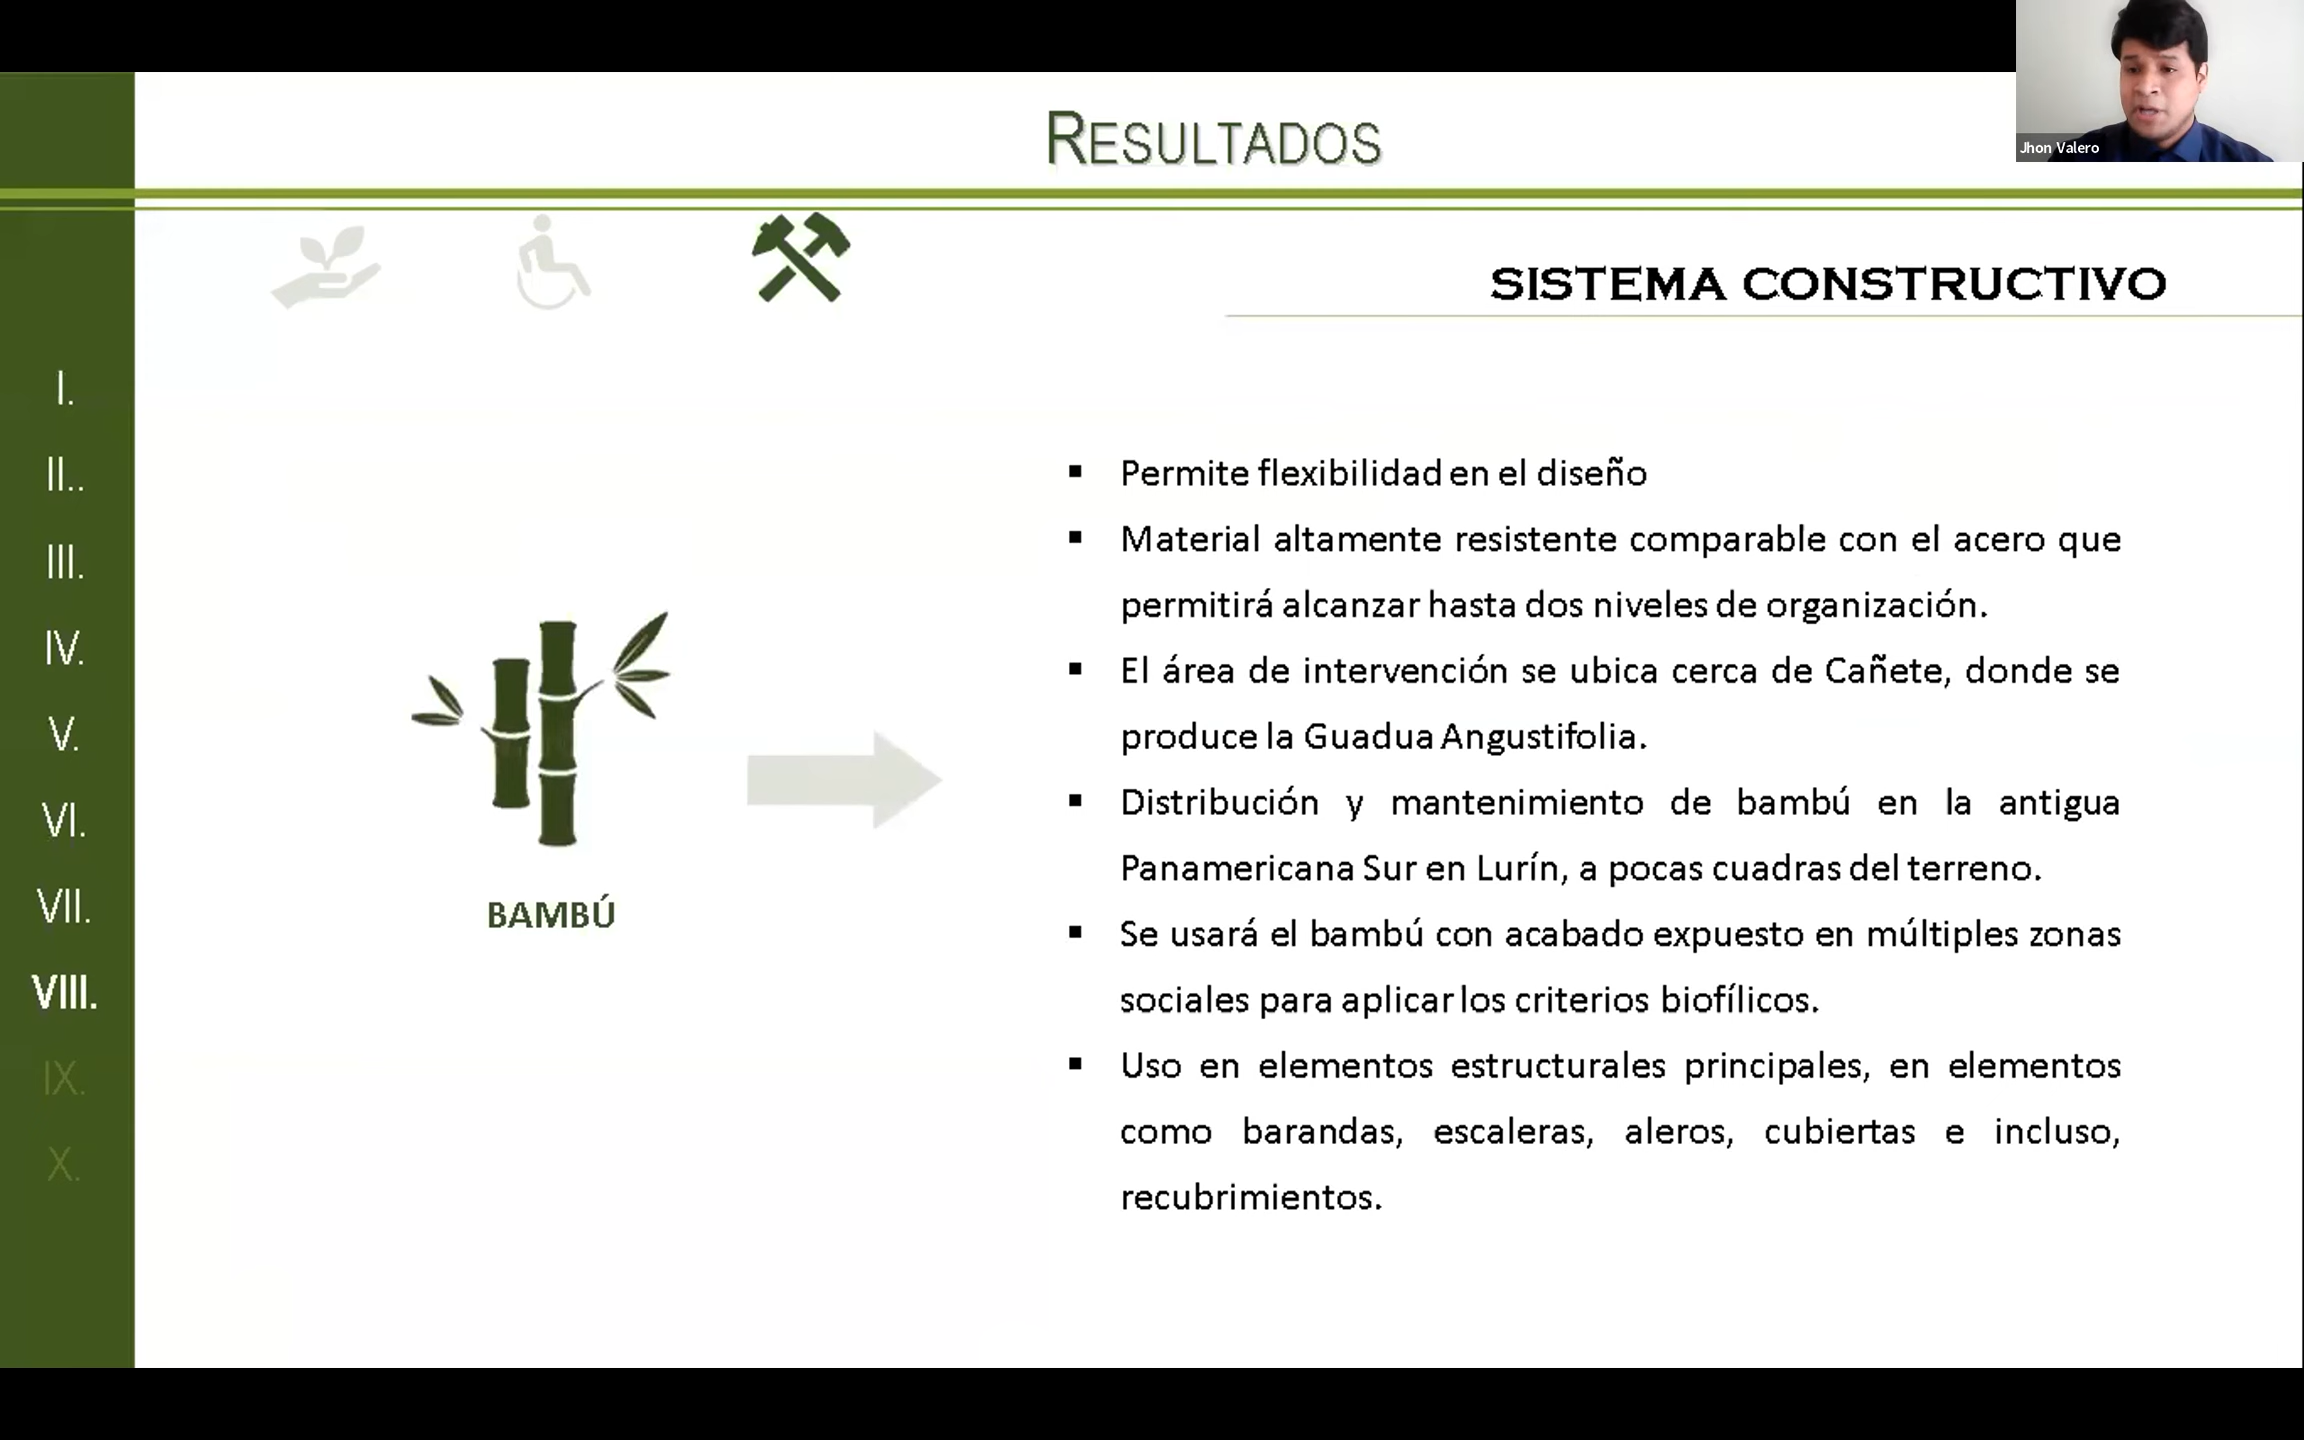 RESULTADOS
Jhon Valero
SISTEMA CONSTRUCTIVO
I.
II..
III.
IV.
V.
VI.
VII.
VIII.
IX.
X.
BAMBÚ
▪ Permite flexibilidad en el diseño
▪ Material altamente resistente comparable con el acero que
permitirá alcanzar hasta dos niveles de organización.
▪ El área de intervención se ubica cerca de Cañete, donde se
produce la Guadua Angustifolia.
▪ Distribución y mantenimiento de bambú en la antigua
Panamericana Sur en Lurín, a pocas cuadras del terreno.
▪ Se usará el bambú con acabado expuesto en múltiples zonas
sociales para aplicar los criterios biofílicos.
▪ Uso en elementos estructurales principales, en elementos
como barandas, escaleras, aleros, cubiertas e incluso,
recubrimientos.